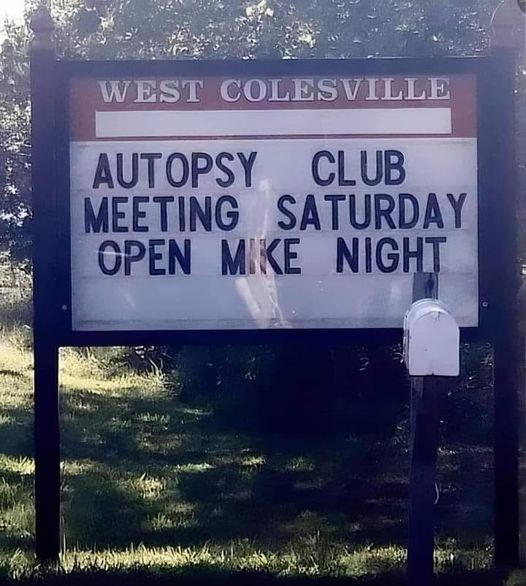 WEST COLESVILLE
AUTOPSY CLUB
MEETING SATURDAY
OPEN MIKE NIGHT